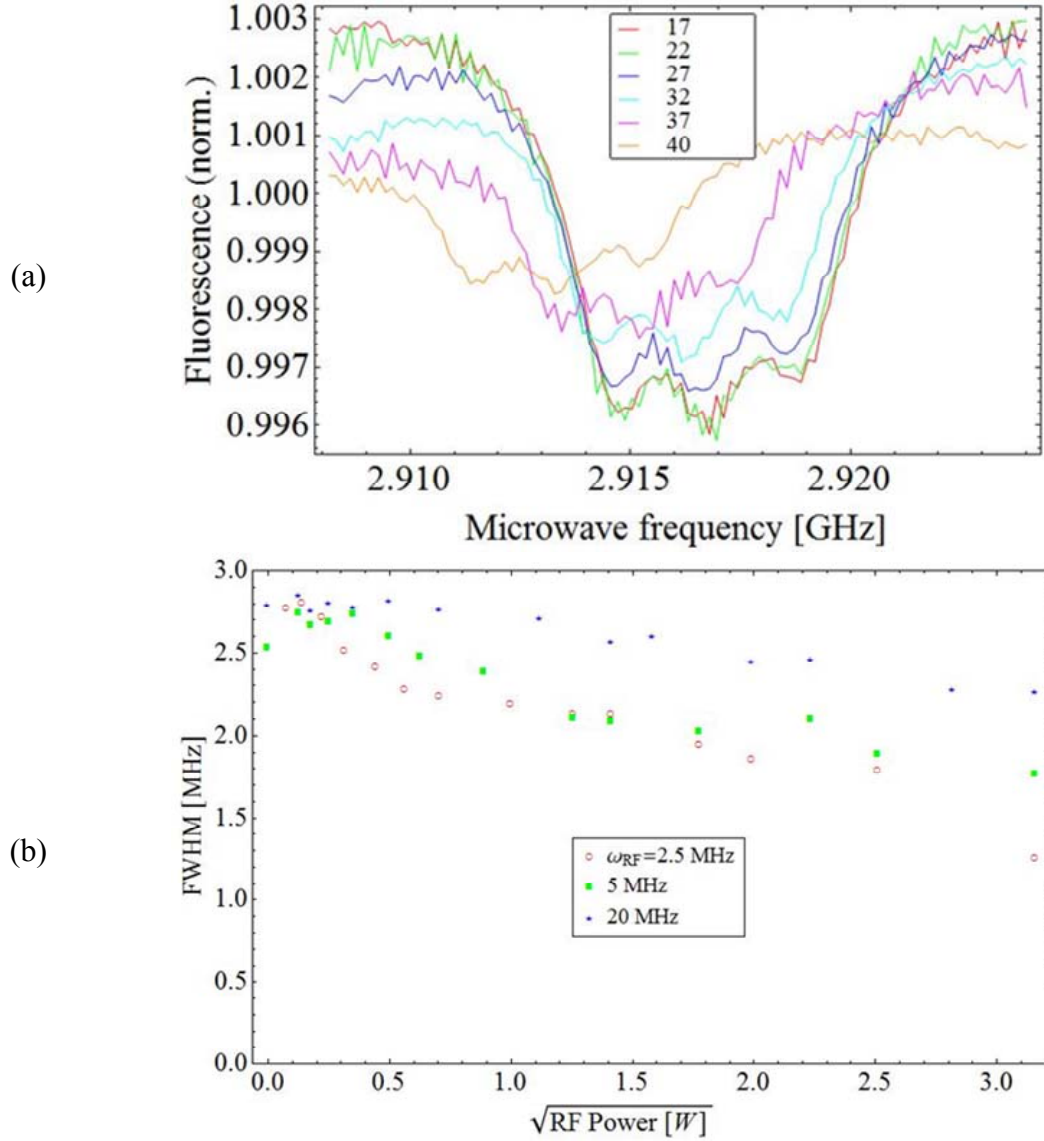 (a)
Fluorescence (norm.)
1.003
1.002
1.001
1.000
0.999
0.998
0.997
0.996
17
22
27
32
37
40
2.910 2.915 2.920
Microwave frequency [GHz]
(b)
FWHM [MHz]
3.0
2.5
2.0
1.5
1.0
0.5
0.0
ω_RF=2.5 MHz
5 MHz
20 MHz
0.0 0.5 1.0 1.5 2.0 2.5 3.0
√RF Power [W]